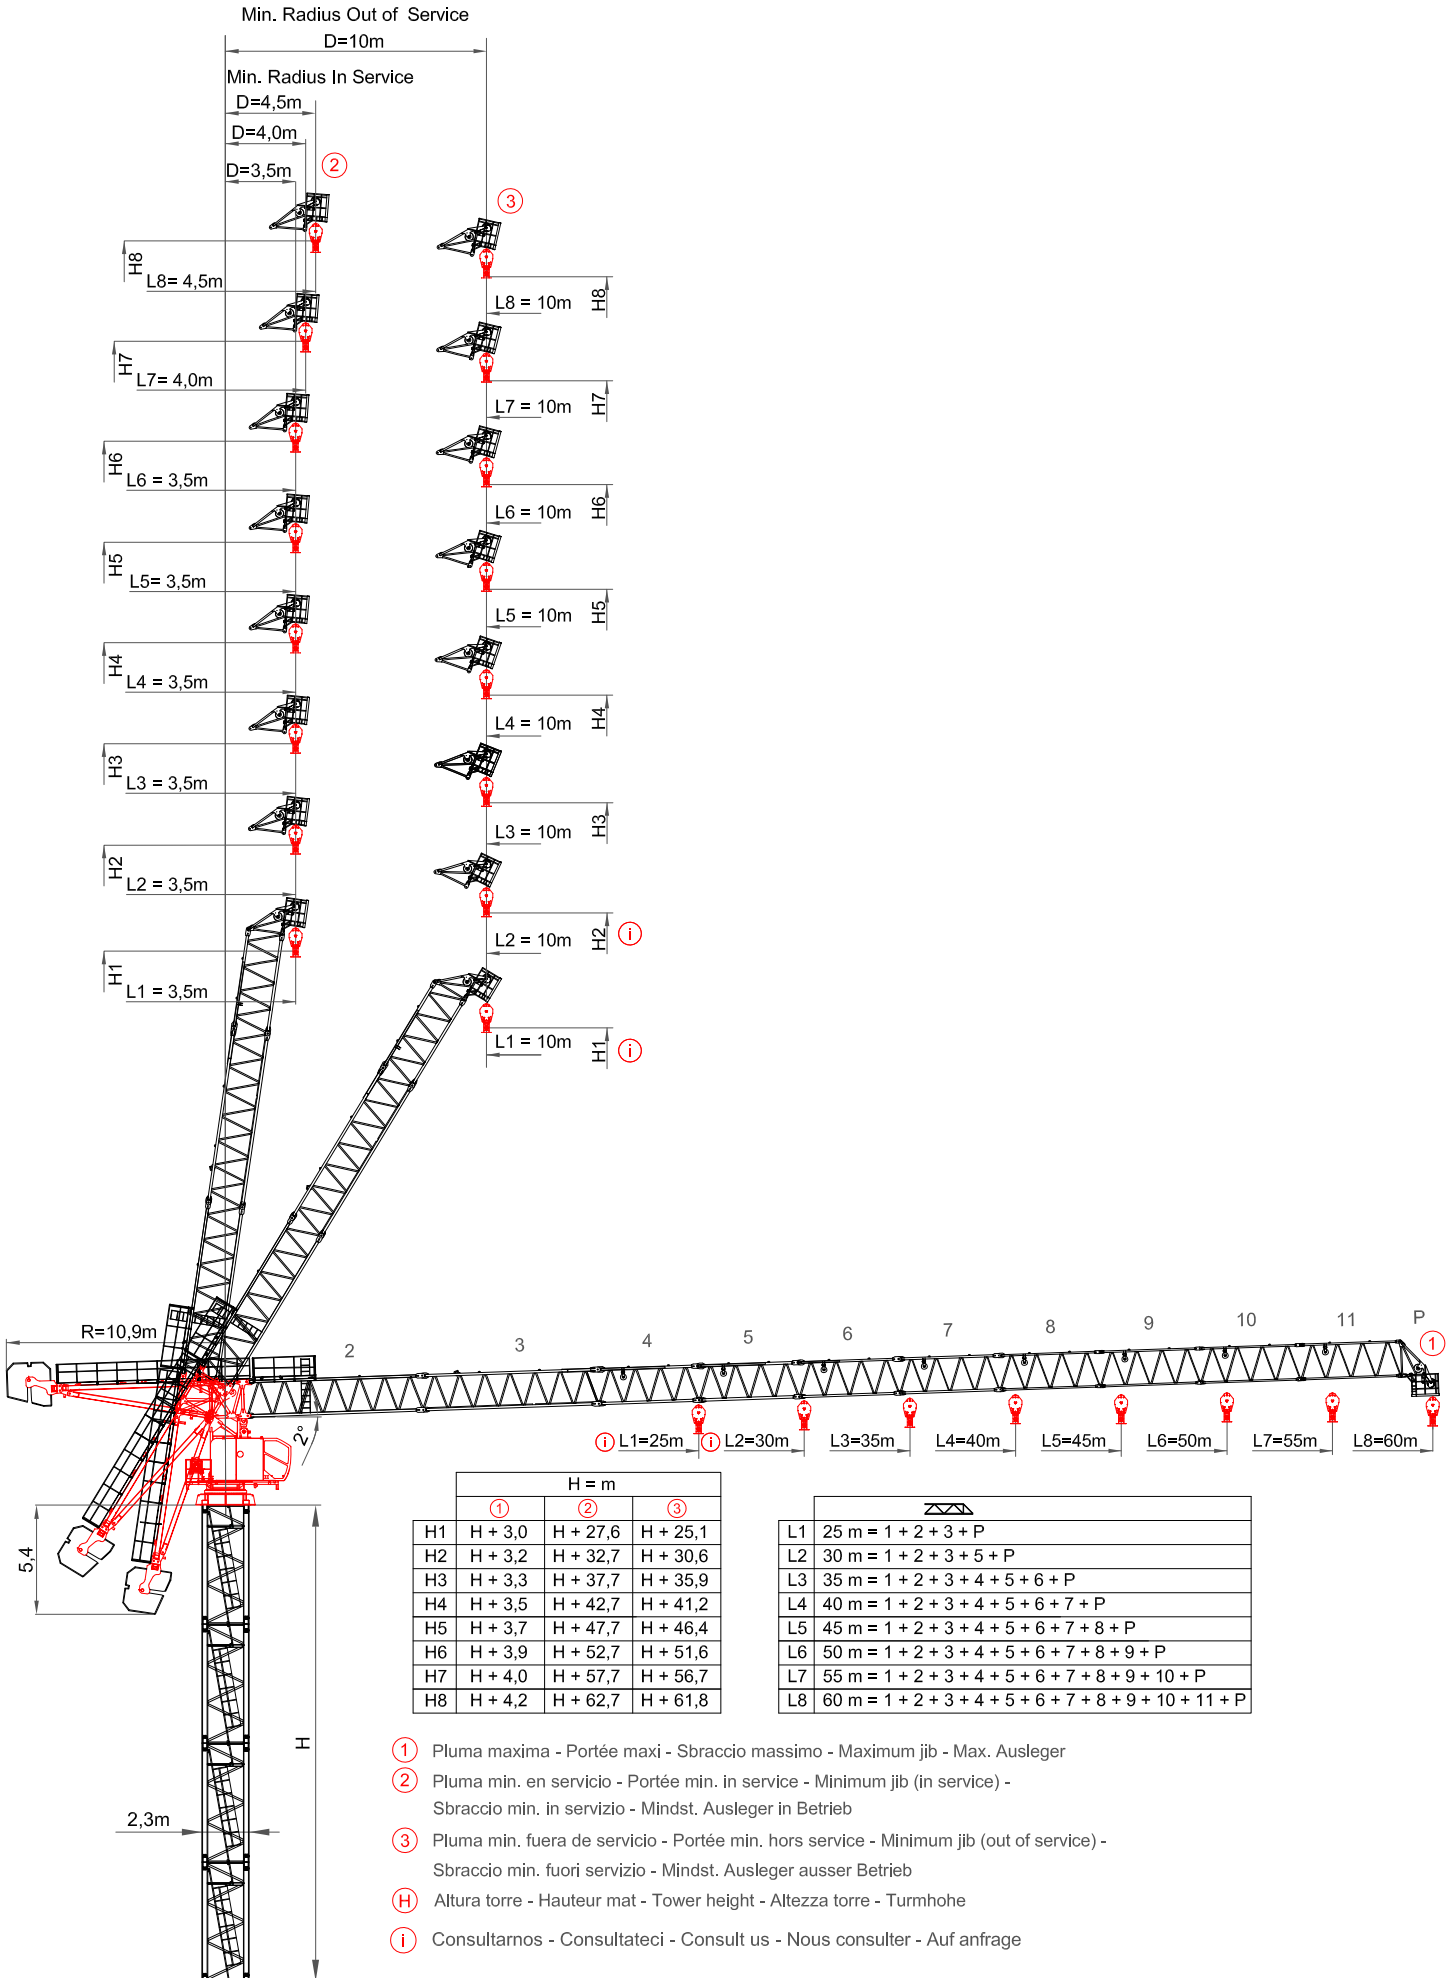 Min. Radius Out of Service
D=10m
Min. Radius In Service
D=4,5m
D=4,0m
D=3,5m
2
3
H8
L8= 4,5m
L8 = 10m
H8
H7
L7= 4,0m
L7 = 10m
H7
H6
L6 = 3,5m
L6 = 10m
H6
H5
L5= 3,5m
L5 = 10m
H5
H4
L4 = 3,5m
L4 = 10m
H4
H3
L3 = 3,5m
L3 = 10m
H3
H2
L2 = 3,5m
L2 = 10m
H2
i
H1
L1 = 3,5m
L1 = 10m
H1
i
R=10,9m
2 3 4 5 6 7 8 9 10 11 P
1
2°
i L1=25m i L2=30m L3=35m L4=40m L5=45m L6=50m L7=55m L8=60m
5,4
H
2,3m
H = m
1 2 3
H1 H + 3,0 H + 27,6 H + 25,1
H2 H + 3,2 H + 32,7 H + 30,6
H3 H + 3,3 H + 37,7 H + 35,9
H4 H + 3,5 H + 42,7 H + 41,2
H5 H + 3,7 H + 47,7 H + 46,4
H6 H + 3,9 H + 52,7 H + 51,6
H7 H + 4,0 H + 57,7 H + 56,7
H8 H + 4,2 H + 62,7 H + 61,8
L1 25 m = 1 + 2 + 3 + P
L2 30 m = 1 + 2 + 3 + 5 + P
L3 35 m = 1 + 2 + 3 + 4 + 5 + 6 + P
L4 40 m = 1 + 2 + 3 + 4 + 5 + 6 + 7 + P
L5 45 m = 1 + 2 + 3 + 4 + 5 + 6 + 7 + 8 + P
L6 50 m = 1 + 2 + 3 + 4 + 5 + 6 + 7 + 8 + 9 + P
L7 55 m = 1 + 2 + 3 + 4 + 5 + 6 + 7 + 8 + 9 + 10 + P
L8 60 m = 1 + 2 + 3 + 4 + 5 + 6 + 7 + 8 + 9 + 10 + 11 + P
1 Pluma maxima - Portée maxi - Sbraccio massimo - Maximum jib - Max. Ausleger
2 Pluma min. en servicio - Portée min. in service - Minimum jib (in service) -
Sbraccio min. in servizio - Mindst. Ausleger in Betrieb
3 Pluma min. fuera de servicio - Portée min. hors service - Minimum jib (out of service) -
Sbraccio min. fuori servizio - Mindst. Ausleger ausser Betrieb
H Altura torre - Hauteur mat - Tower height - Altezza torre - Turmhohe
i Consultarnos - Consultateci - Consult us - Nous consulter - Auf anfrage